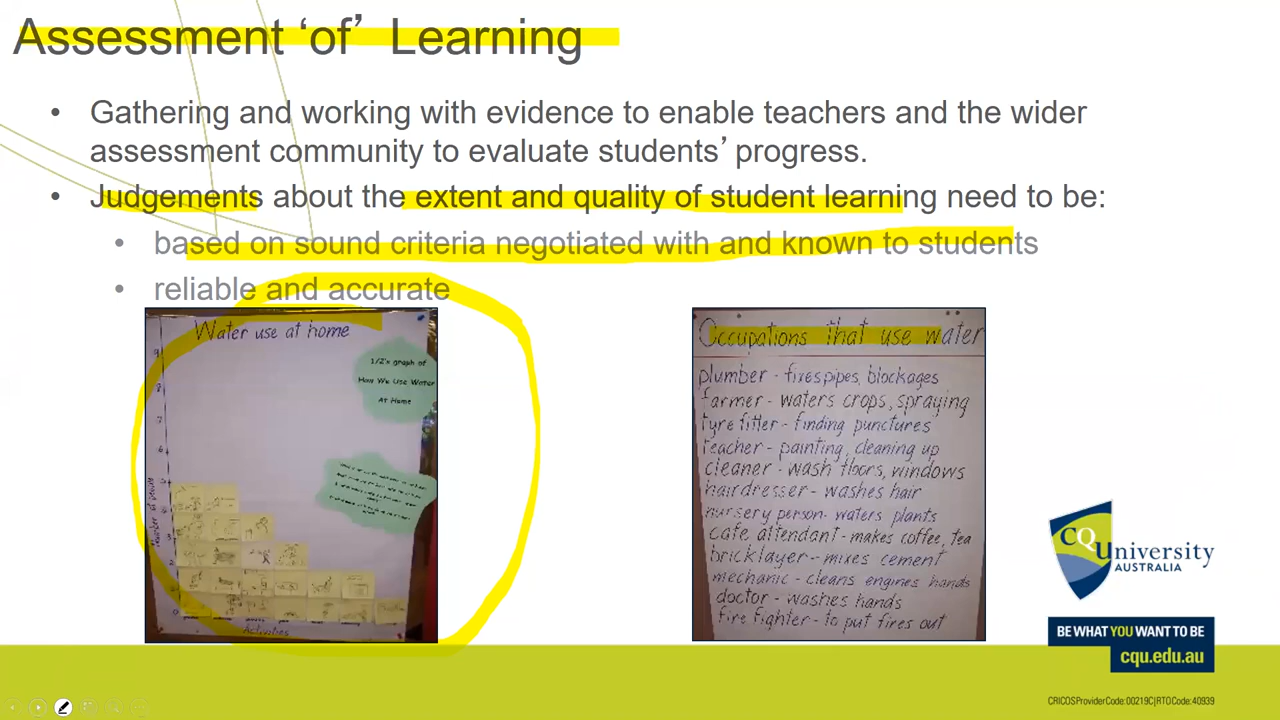 Assessment ‘of’ Learning
• Gathering and working with evidence to enable teachers and the wider
assessment community to evaluate students’ progress.
• Judgements about the extent and quality of student learning need to be:
• based on sound criteria negotiated with and known to students
• reliable and accurate
Water use at home
1/2's graph of
How We Use Water
At Home
Activities
Occupations that use water
plumber - fixes pipes, blockages
farmer - waters crops, spraying
tyre fitter - finding punctures
teacher - painting, cleaning up
cleaner - wash floors, windows
hairdresser - washes hair
nursery person - waters plants
cafe attendant - makes coffee, tea
bricklayer - mixes cement
mechanic - cleans engines hands
doctor - washes hands
fire fighter - to put fires out
CQUniversity
AUSTRALIA
BE WHAT YOU WANT TO BE
cqu.edu.au
CRICOS Provider Code: 00219C | RTO Code: 40939